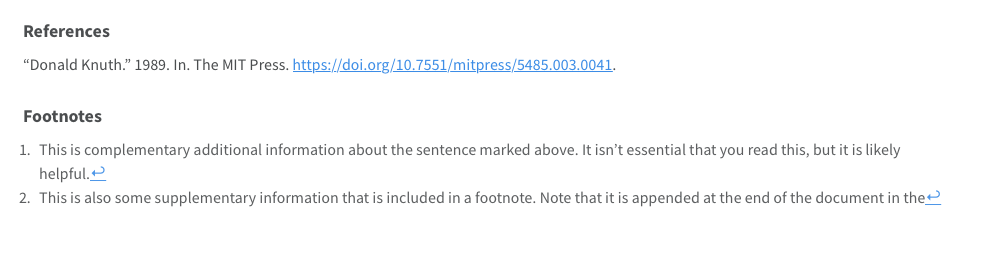 References
“Donald Knuth.” 1989. In. The MIT Press. https://doi.org/10.7551/mitpress/5485.003.0041.
Footnotes
1. This is complementary additional information about the sentence marked above. It isn’t essential that you read this, but it is likely
helpful.↩
2. This is also some supplementary information that is included in a footnote. Note that it is appended at the end of the document in the↩